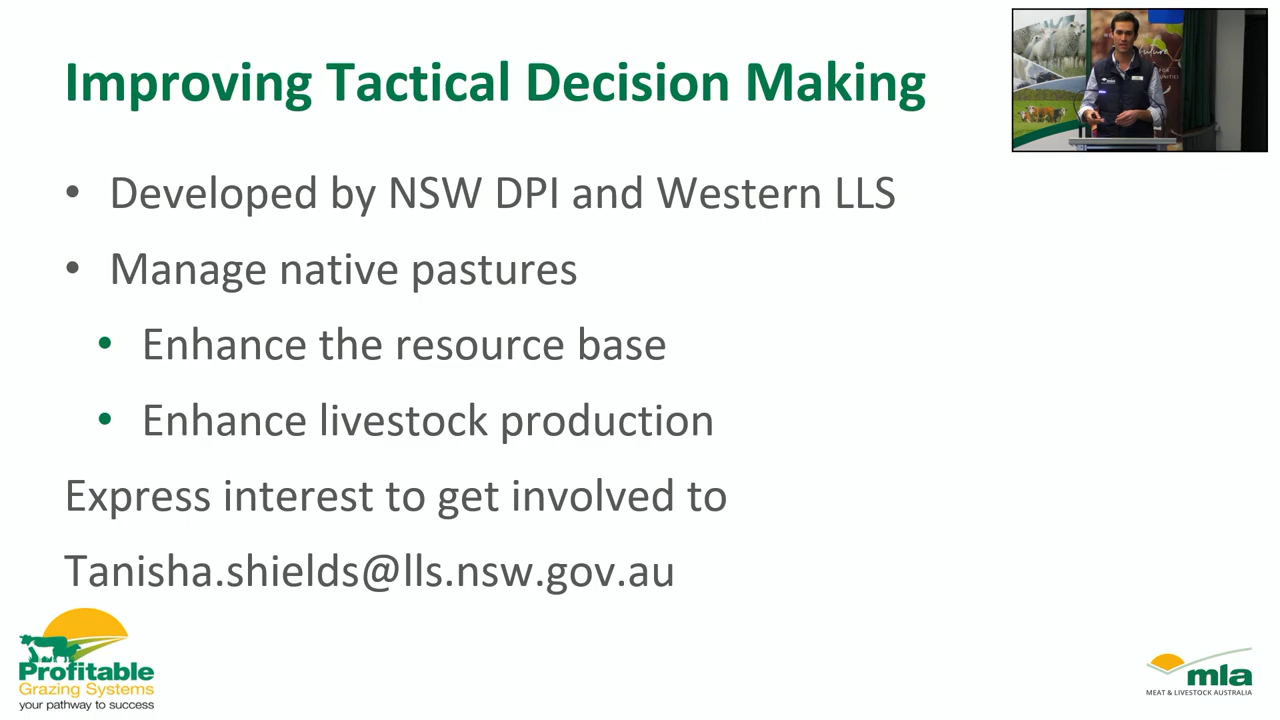 Improving Tactical Decision Making
• Developed by NSW DPI and Western LLS
• Manage native pastures
• Enhance the resource base
• Enhance livestock production
Express interest to get involved to
Tanisha.shields@lls.nsw.gov.au
Profitable
Grazing Systems
your pathway to success
mla
MEAT & LIVESTOCK AUSTRALIA